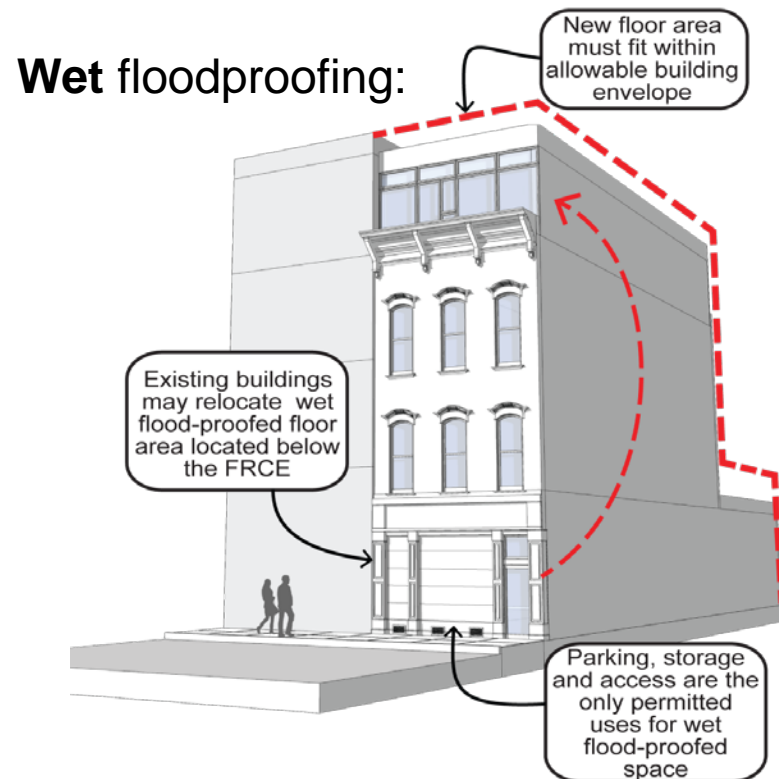 Wet floodproofing:
New floor area
must fit within
allowable building
envelope
Existing buildings
may relocate wet
flood-proofed floor
area located below
the FRCE
Parking, storage
and access are the
only permitted
uses for wet
flood-proofed
space